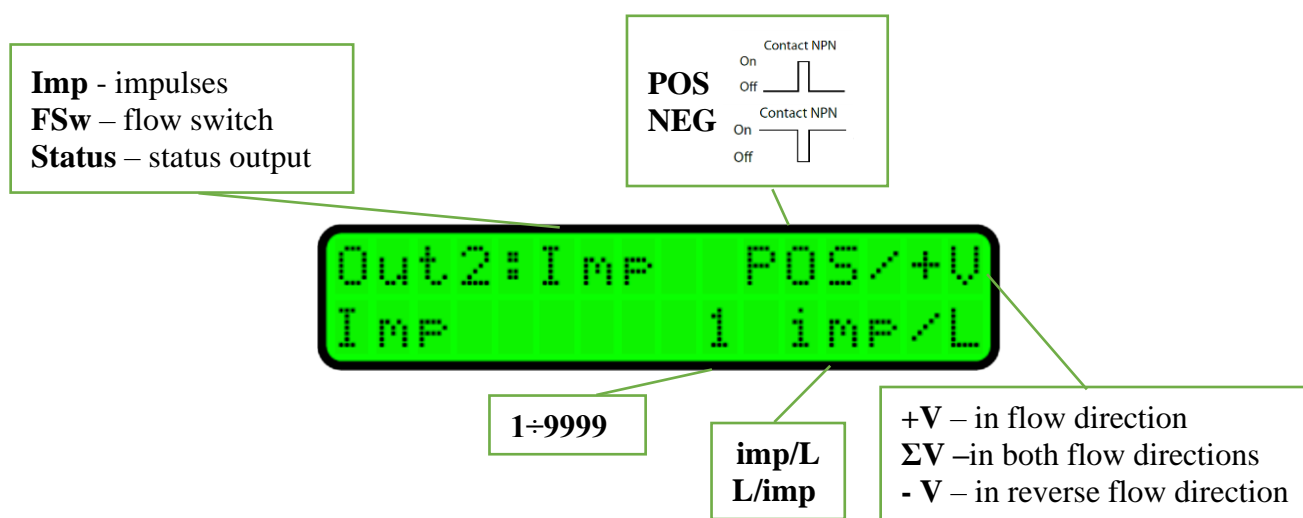 Imp - impulses
FSw – flow switch
Status – status output
POS
NEG
Contact NPN
On
Off
Contact NPN
On
Off
Out2:Imp POS/+V
Imp 1 imp/L
1÷9999
imp/L
L/imp
+V – in flow direction
ΣV –in both flow directions
- V – in reverse flow direction